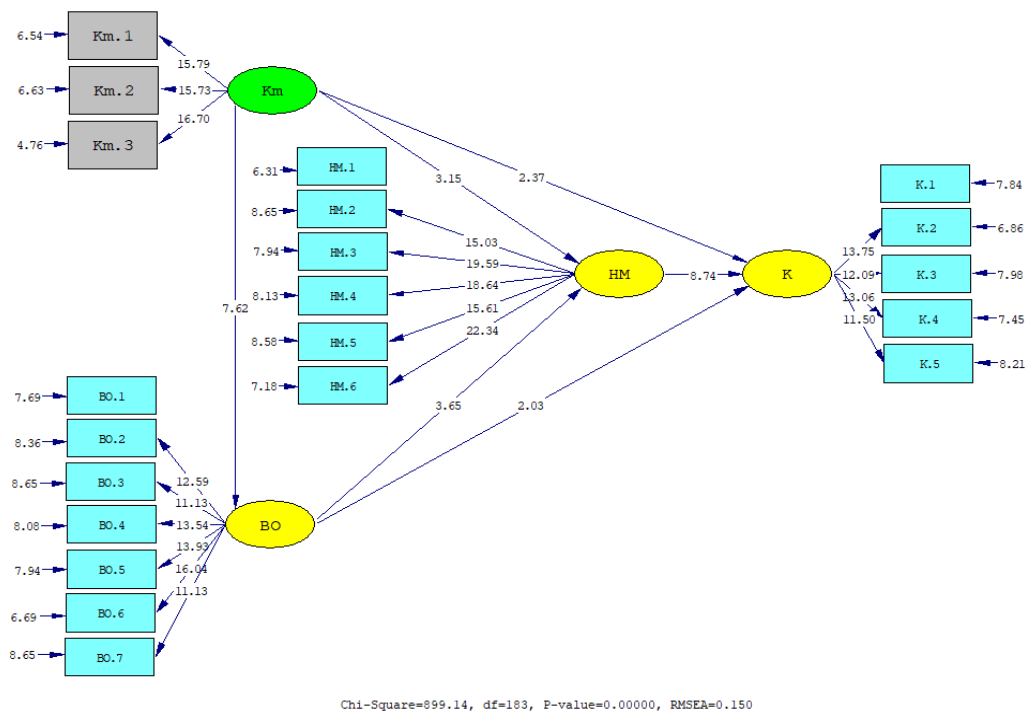 6.54 Km.1
15.79
6.63 Km.2 15.73 Km
16.70
4.76 Km.3
6.31 HM.1
3.15 2.37
K.1 7.84
8.65 HM.2
K.2 6.86
15.03
13.75
7.94 HM.3 19.59
HM 8.74 K
12.09 K.3 7.98
18.64
8.13 HM.4
13.06
7.62
15.61
11.50 K.4 7.45
22.34
8.58 HM.5
K.5 8.21
7.18 HM.6
7.69 BO.1
3.65 2.03
8.36 BO.2
12.59
8.65 BO.3
11.13
8.08 BO.4 13.54 BO
13.93
7.94 BO.5 16.04
11.13
6.69 BO.6
8.65 BO.7
Chi-Square=899.14, df=183, P-value=0.00000, RMSEA=0.150